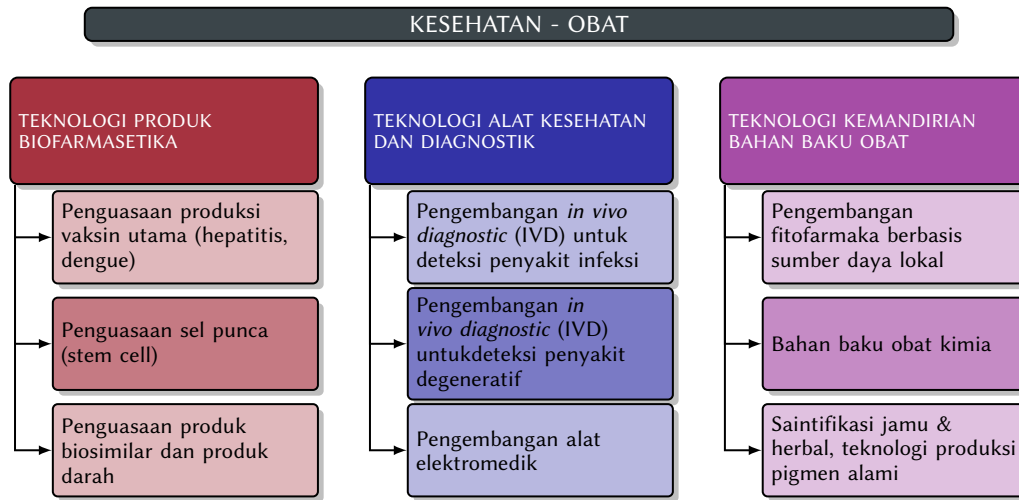 KESEHATAN - OBAT
TEKNOLOGI PRODUK
BIOFARMASETIKA
Penguasaan produksi
vaksin utama (hepatitis,
dengue)
Penguasaan sel punca
(stem cell)
Penguasaan produk
biosimilar dan produk
darah
TEKNOLOGI ALAT KESEHATAN
DAN DIAGNOSTIK
Pengembangan in vivo
diagnostic (IVD) untuk
deteksi penyakit infeksi
Pengembangan in
vivo diagnostic (IVD)
untukdeteksi penyakit
degeneratif
Pengembangan alat
elektromedik
TEKNOLOGI KEMANDIRIAN
BAHAN BAKU OBAT
Pengembangan
fitofarmaka berbasis
sumber daya lokal
Bahan baku obat kimia
Saintifikasi jamu &
herbal, teknologi produksi
pigmen alami